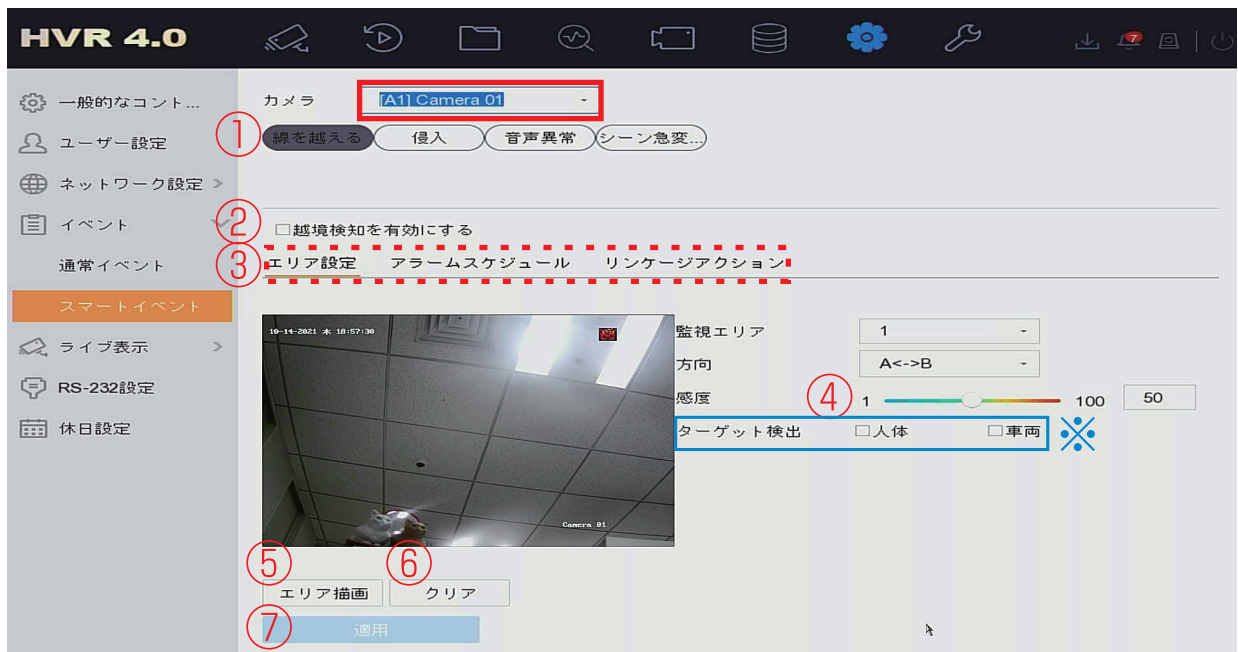 HVR 4.0
7
一般的なコント...
ユーザー設定
ネットワーク設定 >
イベント
通常イベント
スマートイベント
ライブ表示 >
RS-232設定
休日設定
カメラ [A1] Camera 01
① 線を越える 侵入 音声異常 シーン急変...
② 越境検知を有効にする
③ エリア設定 アラームスケジュール リンケージアクション
10-14-2021 木 18:57:30
Camera 01
監視エリア 1
方向 A<->B
感度 ④ 1 100 50
ターゲット検出 人体 車両 ※
⑤ ⑥
エリア描画 クリア
⑦ 適用